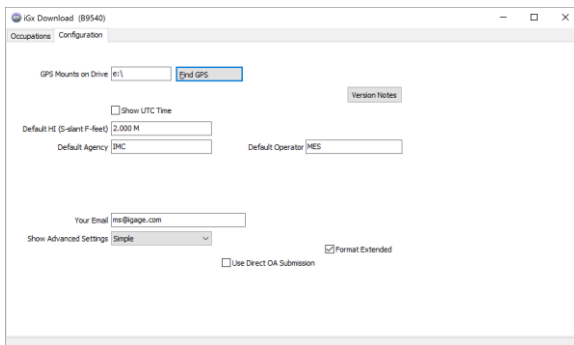 iGx Download (B9540)
Occupations Configuration
GPS Mounts on Drive e:\ Find GPS
Version Notes
Show UTC Time
Default HI (S-slant F-feet) 2.000 M
Default Agency IMC Default Operator MES
Your Email ms@igage.com
Show Advanced Settings Simple
Format Extended
Use Direct OA Submission